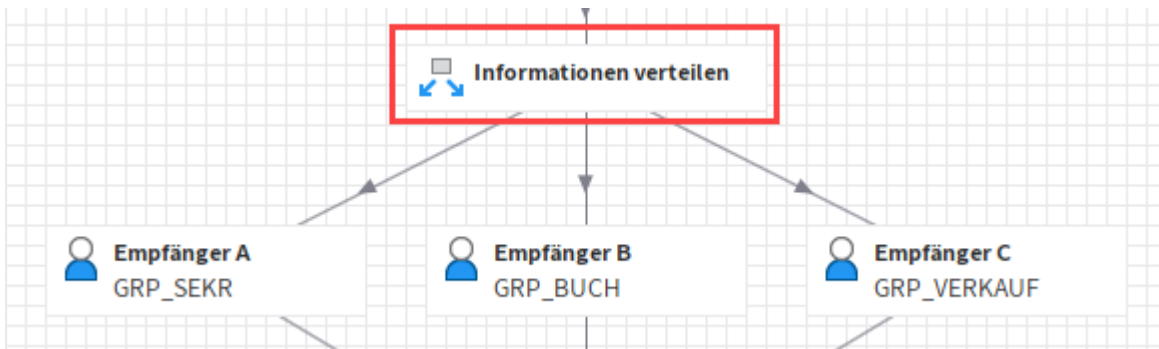 Informationen verteilen
Empfänger A
GRP_SEKR
Empfänger B
GRP_BUCH
Empfänger C
GRP_VERKAUF